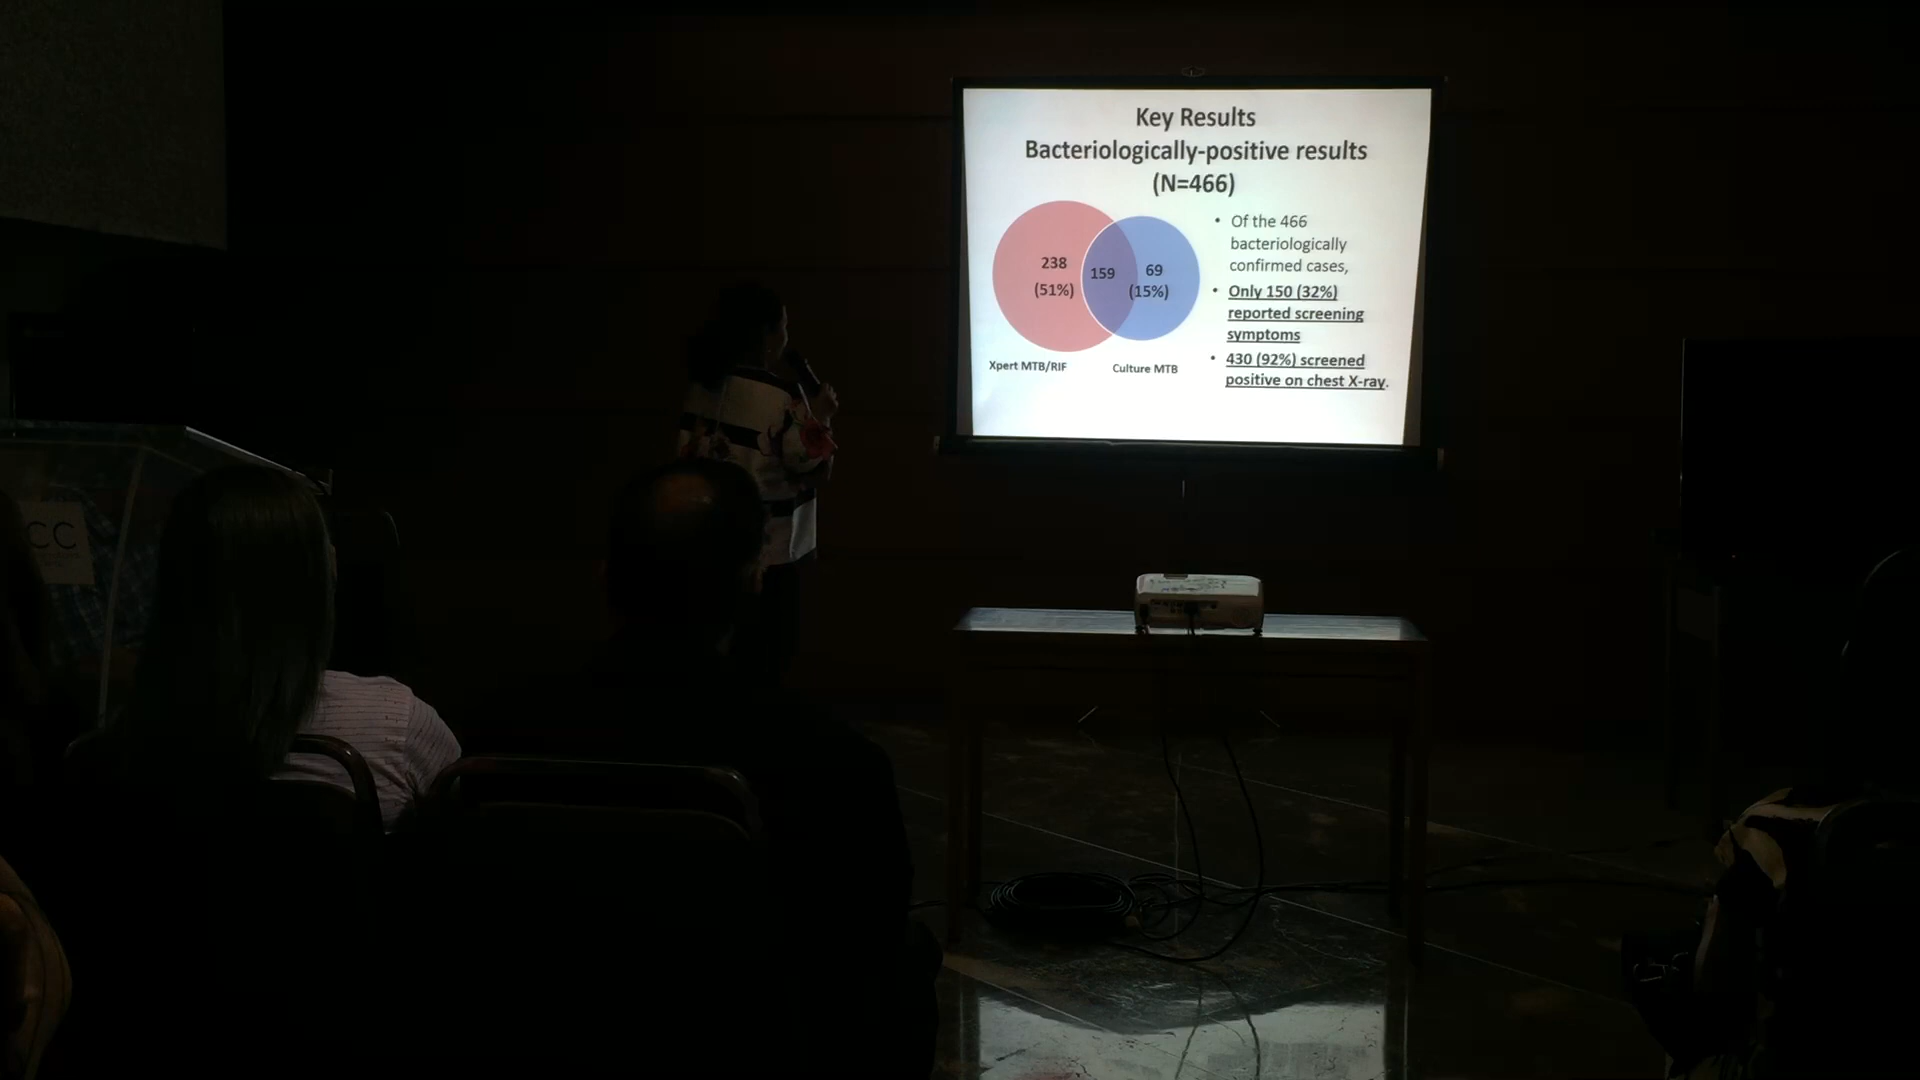 Key Results
Bacteriologically-positive results
(N=466)
238
(51%)
159
69
(15%)
Xpert MTB/RIF
Culture MTB
• Of the 466
bacteriologically
confirmed cases,
• Only 150 (32%)
reported screening
symptoms
• 430 (92%) screened
positive on chest X-ray.
CC